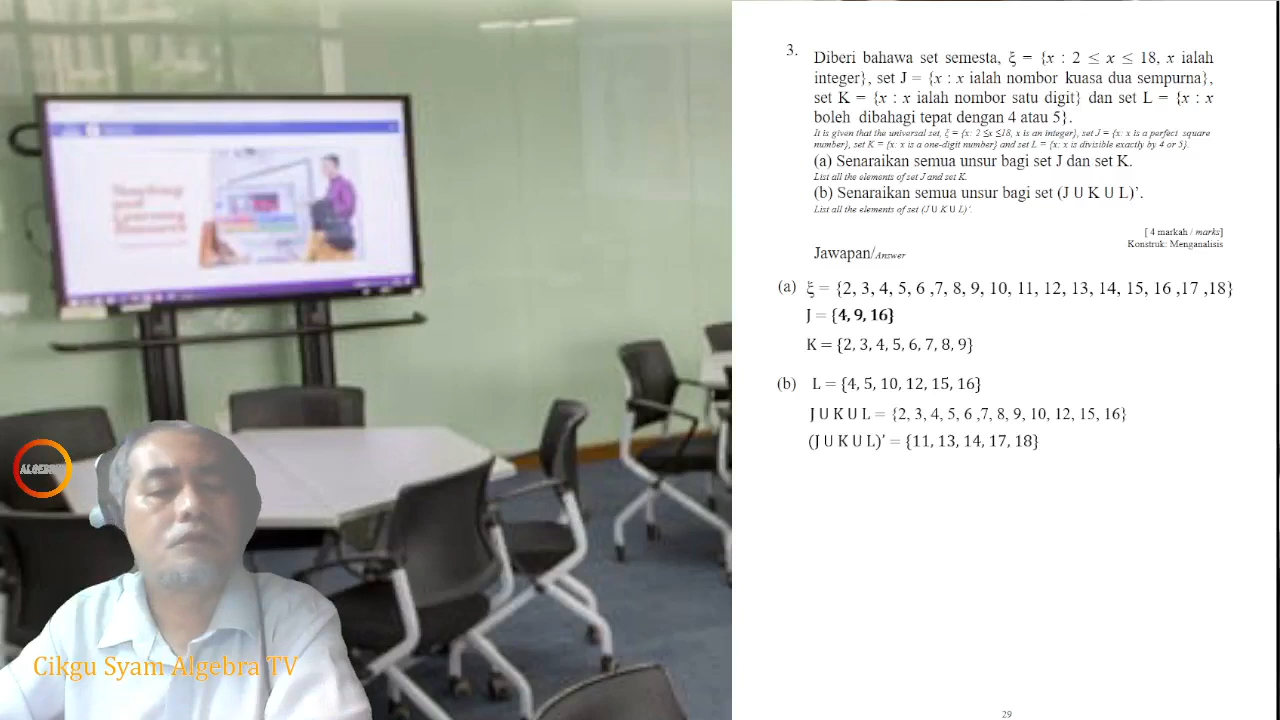 3.
Diberi bahawa set semesta, ξ = {x : 2 ≤ x ≤ 18, x ialah
integer}, set J = {x : x ialah nombor kuasa dua sempurna},
set K = {x : x ialah nombor satu digit} dan set L = {x : x
boleh dibahagi tepat dengan 4 atau 5}.
It is given that the universal set, ξ = {x: 2 ≤x ≤18, x is an integer}, set J = {x: x is a perfect square
number}, set K = {x: x is a one-digit number} and set L = {x: x is divisible exactly by 4 or 5}.
(a) Senaraikan semua unsur bagi set J dan set K.
List all the elements of set J and set K.
(b) Senaraikan semua unsur bagi set (J U K U L)’.
List all the elements of set (J U K U L)’.
[ 4 markah / marks]
Konstruk: Menganalisis
Jawapan/Answer
(a) ξ = {2, 3, 4, 5, 6 ,7, 8, 9, 10, 11, 12, 13, 14, 15, 16 ,17 ,18}
J = {4, 9, 16}
K = {2, 3, 4, 5, 6, 7, 8, 9}
(b) L = {4, 5, 10, 12, 15, 16}
J U K U L = {2, 3, 4, 5, 6 ,7, 8, 9, 10, 12, 15, 16}
(J U K U L)’ = {11, 13, 14, 17, 18}
29
Teaching
and
Learning
ALGEBRA
Cikgu Syam Algebra TV